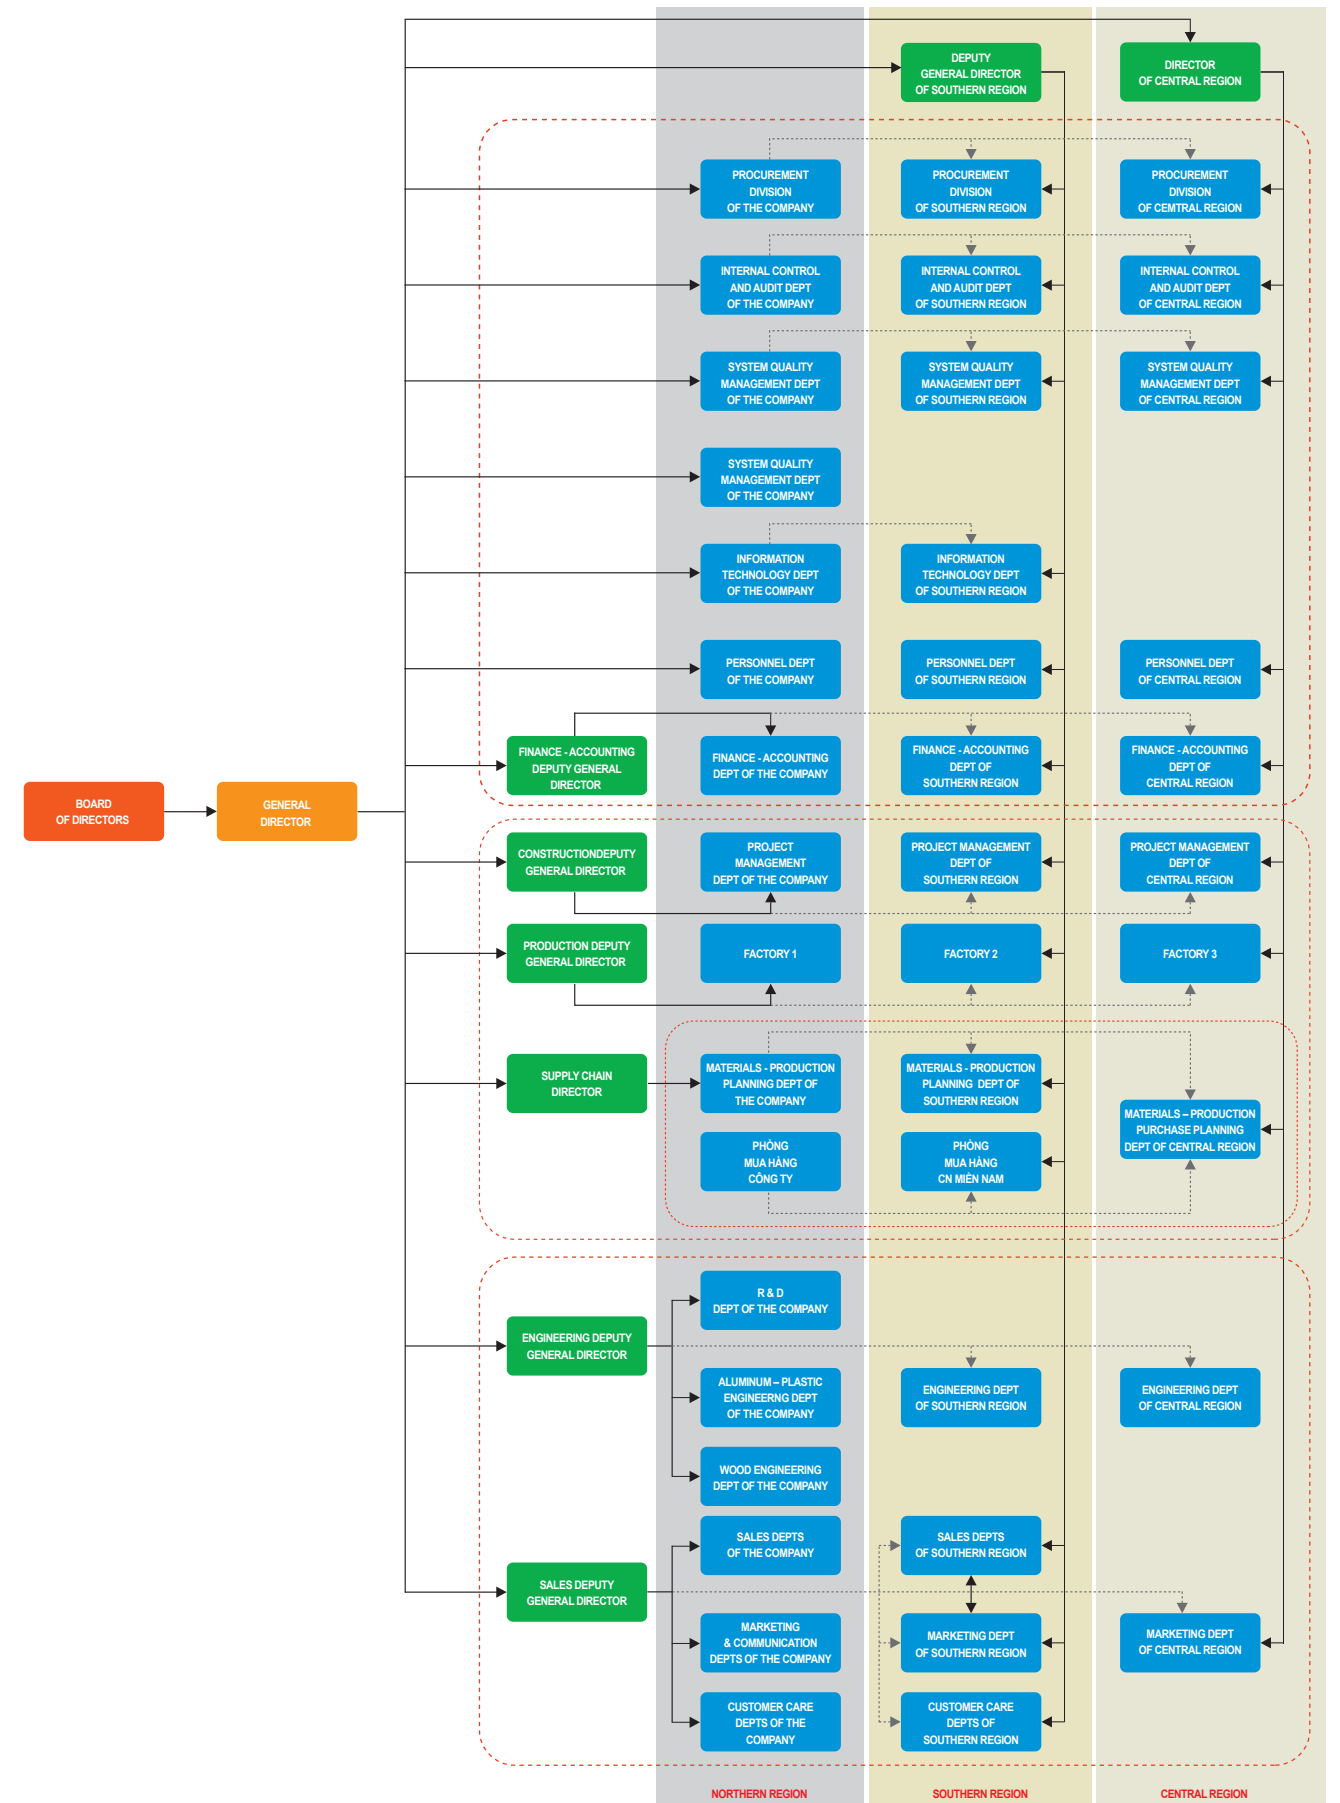 DEPUTY
GENERAL DIRECTOR
OF SOUTHERN REGION
DIRECTOR
OF CENTRAL REGION
PROCUREMENT
DIVISION
OF THE COMPANY
PROCUREMENT
DIVISION
OF SOUTHERN REGION
PROCUREMENT
DIVISION
OF CEMTRAL REGION
INTERNAL CONTROL
AND AUDIT DEPT
OF THE COMPANY
INTERNAL CONTROL
AND AUDIT DEPT
OF SOUTHERN REGION
INTERNAL CONTROL
AND AUDIT DEPT
OF CENTRAL REGION
SYSTEM QUALITY
MANAGEMENT DEPT
OF THE COMPANY
SYSTEM QUALITY
MANAGEMENT DEPT
OF SOUTHERN REGION
SYSTEM QUALITY
MANAGEMENT DEPT
OF CENTRAL REGION
SYSTEM QUALITY
MANAGEMENT DEPT
OF THE COMPANY
INFORMATION
TECHNOLOGY DEPT
OF THE COMPANY
INFORMATION
TECHNOLOGY DEPT
OF SOUTHERN REGION
PERSONNEL DEPT
OF THE COMPANY
PERSONNEL DEPT
OF SOUTHERN REGION
PERSONNEL DEPT
OF CENTRAL REGION
FINANCE - ACCOUNTING
DEPUTY GENERAL
DIRECTOR
FINANCE - ACCOUNTING
DEPT OF THE COMPANY
FINANCE - ACCOUNTING
DEPT OF
SOUTHERN REGION
FINANCE - ACCOUNTING
DEPT OF
CENTRAL REGION
BOARD
OF DIRECTORS
GENERAL
DIRECTOR
CONSTRUCTIONDEPUTY
GENERAL DIRECTOR
PROJECT
MANAGEMENT
DEPT OF THE COMPANY
PROJECT MANAGEMENT
DEPT OF
SOUTHERN REGION
PROJECT MANAGEMENT
DEPT OF
CENTRAL REGION
PRODUCTION DEPUTY
GENERAL DIRECTOR
FACTORY 1
FACTORY 2
FACTORY 3
SUPPLY CHAIN
DIRECTOR
MATERIALS - PRODUCTION
PLANNING DEPT OF
THE COMPANY
MATERIALS - PRODUCTION
PLANNING DEPT OF
SOUTHERN REGION
MATERIALS – PRODUCTION
PURCHASE PLANNING
DEPT OF CENTRAL REGION
PHÒNG
MUA HÀNG
CÔNG TY
PHÒNG
MUA HÀNG
CN MIỀN NAM
R & D
DEPT OF THE COMPANY
ENGINEERING DEPUTY
GENERAL DIRECTOR
ALUMINUM – PLASTIC
ENGINEERNG DEPT
OF THE COMPANY
ENGINEERING DEPT
OF SOUTHERN REGION
ENGINEERING DEPT
OF CENTRAL REGION
WOOD ENGINEERING
DEPT OF THE COMPANY
SALES DEPTS
OF THE COMPANY
SALES DEPTS
OF SOUTHERN REGION
SALES DEPUTY
GENERAL DIRECTOR
MARKETING
& COMMUNICATION
DEPTS OF THE COMPANY
MARKETING DEPT
OF SOUTHERN REGION
MARKETING DEPT
OF CENTRAL REGION
CUSTOMER CARE
DEPTS OF THE
COMPANY
CUSTOMER CARE
DEPTS OF
SOUTHERN REGION
NORTHERN REGION
SOUTHERN REGION
CENTRAL REGION